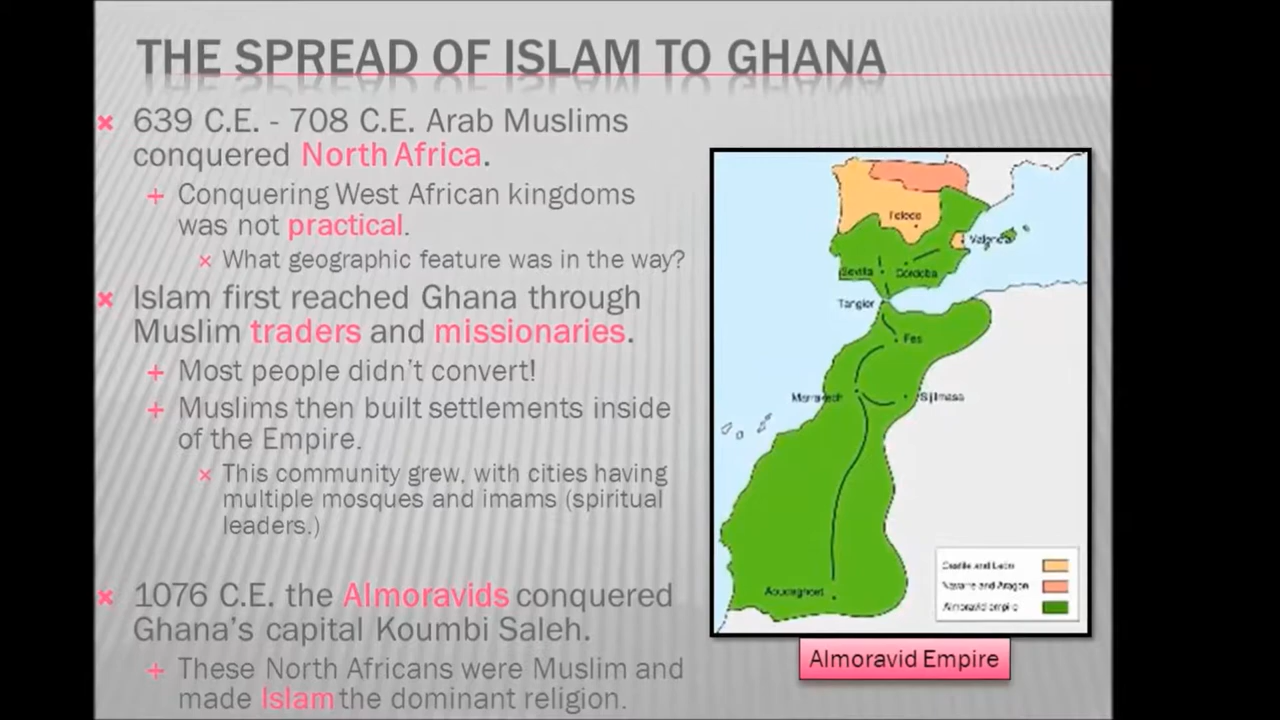 THE SPREAD OF ISLAM TO GHANA
639 C.E. - 708 C.E. Arab Muslims
conquered North Africa.
Conquering West African kingdoms
was not practical.
What geographic feature was in the way?
Islam first reached Ghana through
Muslim traders and missionaries.
Most people didn't convert!
Muslims then built settlements inside
of the Empire.
This community grew, with cities having
multiple mosques and imams (spiritual
leaders.)
1076 C.E. the Almoravids conquered
Ghana's capital Koumbi Saleh.
These North Africans were Muslim and
made Islam the dominant religion.
Toledo
Valencia
Sevilla
Cordoba
Tangier
Fes
Marrakech
Sijilmasa
Aoudaghost
Castile and León
Navarre and Aragon
Almoravid empire
Almoravid Empire